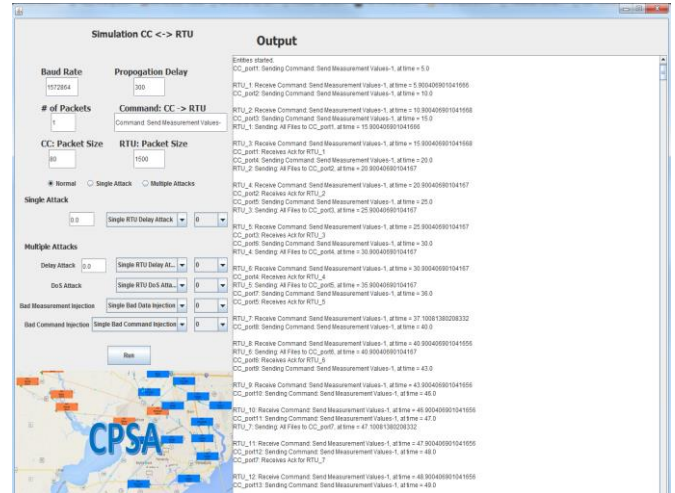 Simulation CC <-> RTU
Baud Rate
Propogation Delay
1572864
300
# of Packets
Command: CC -> RTU
1
Command: Send Measurement Values-
CC: Packet Size
RTU: Packet Size
80
1500
Normal
Single Attack
Multiple Attacks
Single Attack
0.0
Single RTU Delay Attack
0
Multiple Attacks
Delay Attack
0.0
Single RTU Delay At...
0
DoS Attack
Single RTU DoS Atta...
0
Bad Measurement Injection
Single Bad Data Injection
0
Bad Command Injection
Single Bad Command Injection
0
Run
CPSA
Output
Entities started.
CC_port1: Sending Command: Send Measurement Values-1, at time = 5.0
RTU_1: Receive Command: Send Measurement Values-1, at time = 5.900406901041666
CC_port2: Sending Command: Send Measurement Values-1, at time = 10.0
RTU_2: Receive Command: Send Measurement Values-1, at time = 10.900406901041668
CC_port3: Sending Command: Send Measurement Values-1, at time = 15.0
RTU_1: Sending: All Files to CC_port1, at time = 15.900406901041666
RTU_3: Receive Command: Send Measurement Values-1, at time = 15.900406901041668
CC_port1: Receives Ack for RTU_1
CC_port4: Sending Command: Send Measurement Values-1, at time = 20.0
RTU_2: Sending: All Files to CC_port2, at time = 20.90040690104167
RTU_4: Receive Command: Send Measurement Values-1, at time = 20.90040690104167
CC_port2: Receives Ack for RTU_2
CC_port5: Sending Command: Send Measurement Values-1, at time = 25.0
RTU_3: Sending: All Files to CC_port3, at time = 25.90040690104167
RTU_5: Receive Command: Send Measurement Values-1, at time = 25.90040690104167
CC_port3: Receives Ack for RTU_3
CC_port6: Sending Command: Send Measurement Values-1, at time = 30.0
RTU_4: Sending: All Files to CC_port4, at time = 30.90040690104167
RTU_6: Receive Command: Send Measurement Values-1, at time = 30.90040690104167
CC_port4: Receives Ack for RTU_4
RTU_5: Sending: All Files to CC_port5, at time = 35.90040690104167
CC_port7: Sending Command: Send Measurement Values-1, at time = 36.0
CC_port5: Receives Ack for RTU_5
RTU_7: Receive Command: Send Measurement Values-1, at time = 37.10081380208332
CC_port8: Sending Command: Send Measurement Values-1, at time = 40.0
RTU_8: Receive Command: Send Measurement Values-1, at time = 40.900406901041656
RTU_6: Sending: All Files to CC_port6, at time = 40.90040690104167
CC_port6: Receives Ack for RTU_6
CC_port9: Sending Command: Send Measurement Values-1, at time = 43.0
RTU_9: Receive Command: Send Measurement Values-1, at time = 43.900406901041656
CC_port10: Sending Command: Send Measurement Values-1, at time = 46.0
RTU_10: Receive Command: Send Measurement Values-1, at time = 46.900406901041656
CC_port11: Sending Command: Send Measurement Values-1, at time = 47.0
RTU_7: Sending: All Files to CC_port7, at time = 47.10081380208332
RTU_11: Receive Command: Send Measurement Values-1, at time = 47.900406901041656
CC_port12: Sending Command: Send Measurement Values-1, at time = 48.0
CC_port7: Receives Ack for RTU_7
RTU_12: Receive Command: Send Measurement Values-1, at time = 48.900406901041656
CC_port13: Sending Command: Send Measurement Values-1, at time = 49.0